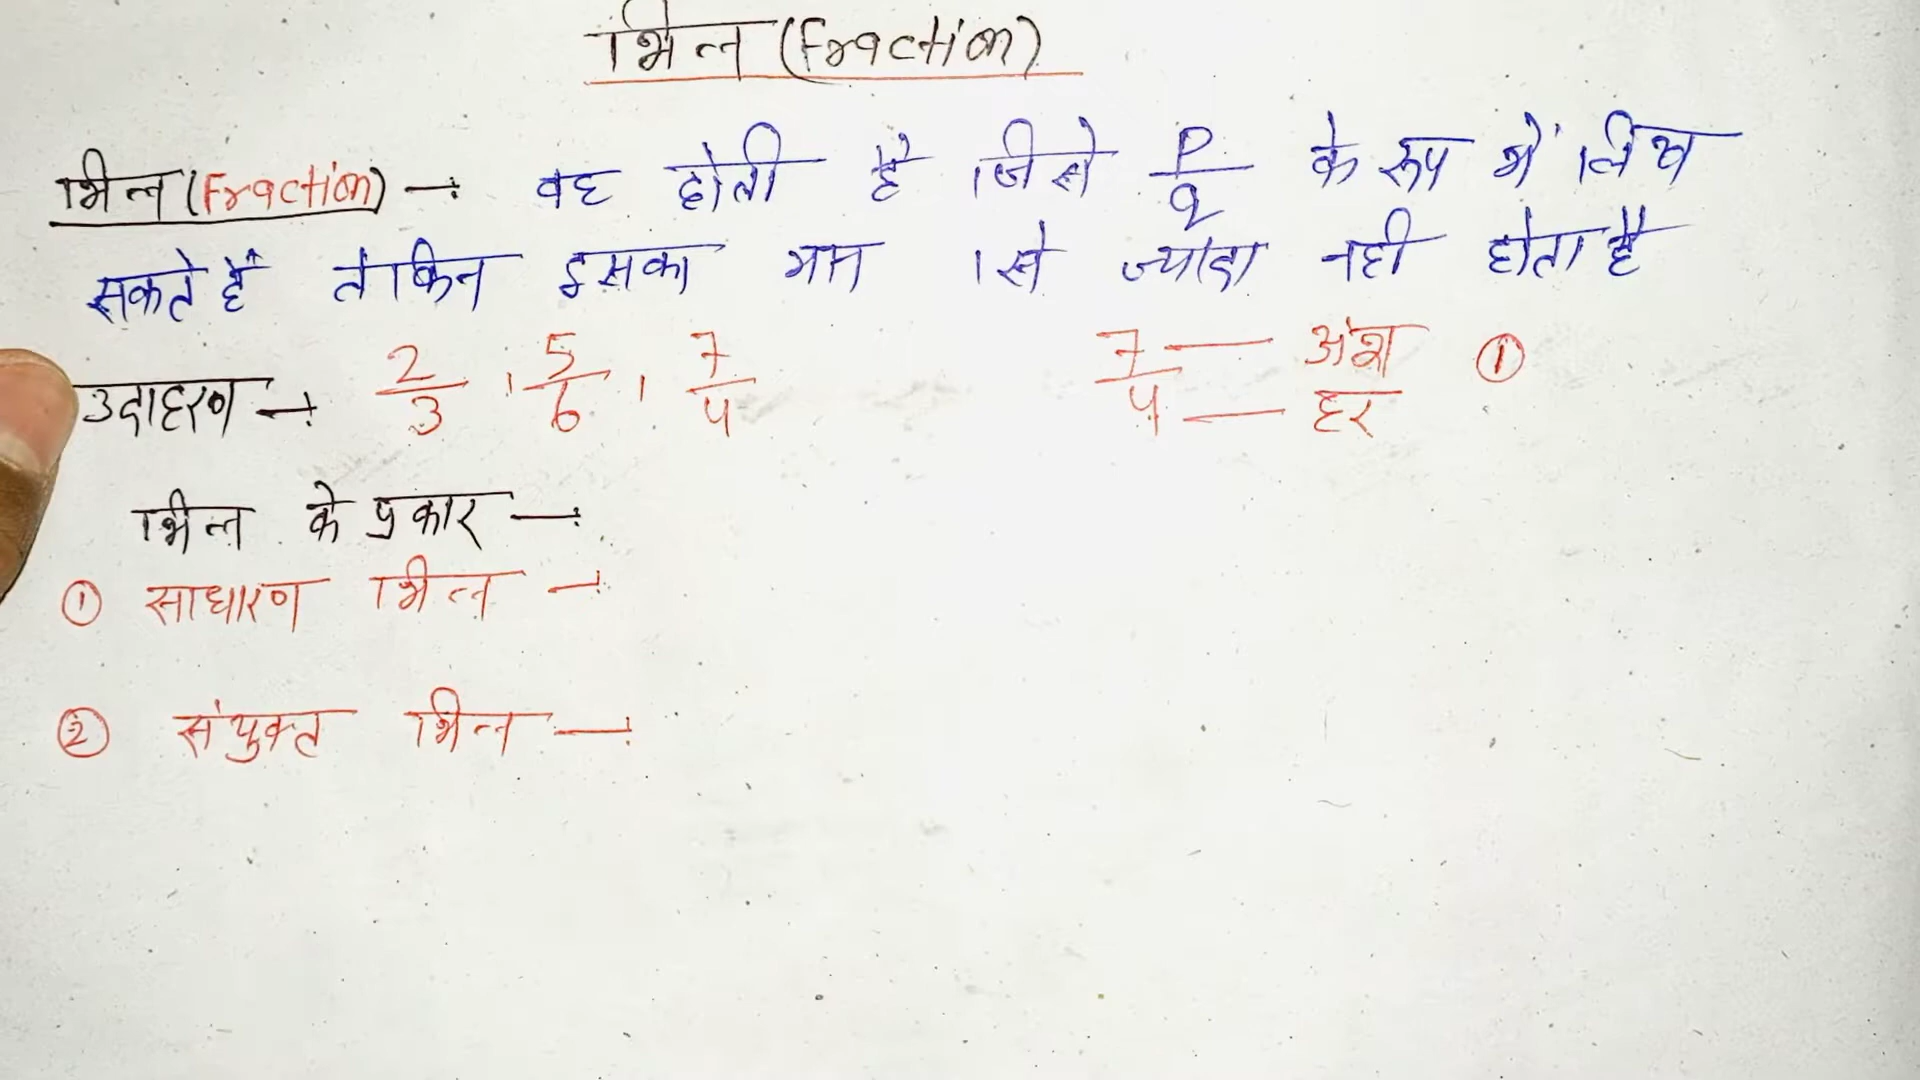 भिन्न (Fraction)
भिन्न (Fraction) → वह होती है जिसे P/q के रूप में लिख
सकते हैं लेकिन इसका मान 1 से ज्यादा नही होता है
उदाहरण → 2/3 , 5/6 , 7/4
7/4 — अंश ①
— हर
भिन्न के प्रकार →
① साधारण भिन्न →
② संयुक्त भिन्न →